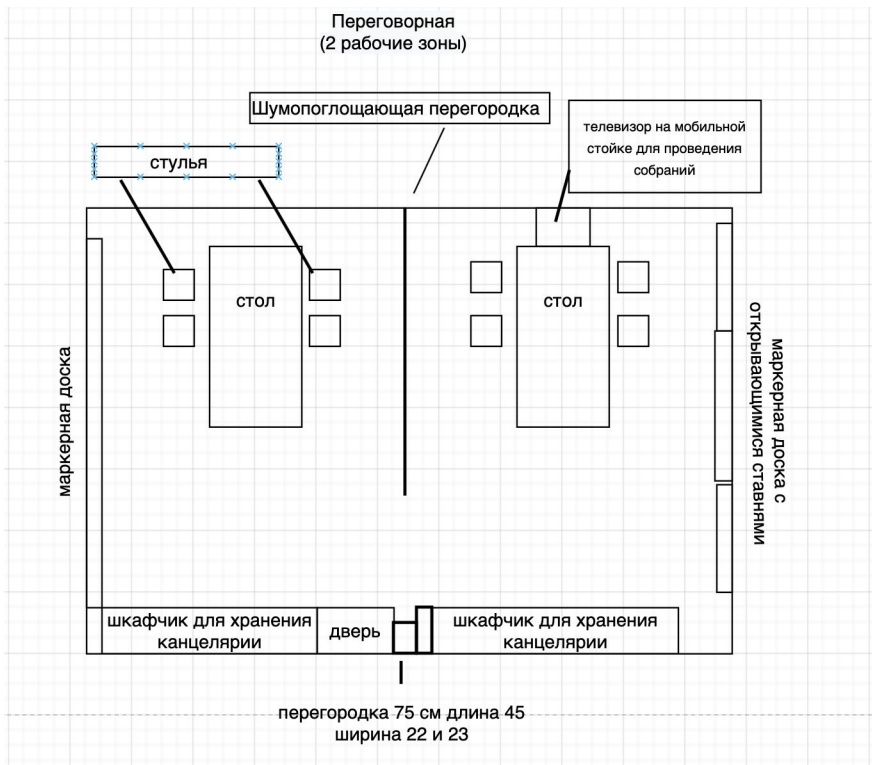 Переговорная
(2 рабочие зоны)
Шумопоглощающая перегородка
телевизор на мобильной
стойке для проведения
собраний
стулья
стол
стол
маркерная доска
маркерная доска с
открывающимися ставнями
шкафчик для хранения
канцелярии
дверь
шкафчик для хранения
канцелярии
перегородка 75 см длина 45
ширина 22 и 23